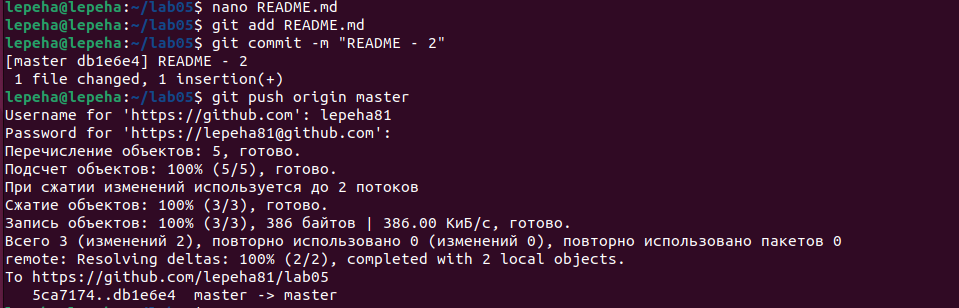 lepeha@lepeha:~/lab05$ nano README.md
lepeha@lepeha:~/lab05$ git add README.md
lepeha@lepeha:~/lab05$ git commit -m "README - 2"
[master db1e6e4] README - 2
 1 file changed, 1 insertion(+)
lepeha@lepeha:~/lab05$ git push origin master
Username for 'https://github.com': lepeha81
Password for 'https://lepeha81@github.com':
Перечисление объектов: 5, готово.
Подсчет объектов: 100% (5/5), готово.
При сжатии изменений используется до 2 потоков
Сжатие объектов: 100% (3/3), готово.
Запись объектов: 100% (3/3), 386 байтов | 386.00 КиБ/с, готово.
Всего 3 (изменений 2), повторно использовано 0 (изменений 0), повторно использовано пакетов 0
remote: Resolving deltas: 100% (2/2), completed with 2 local objects.
To https://github.com/lepeha81/lab05
   5ca7174..db1e6e4  master -> master